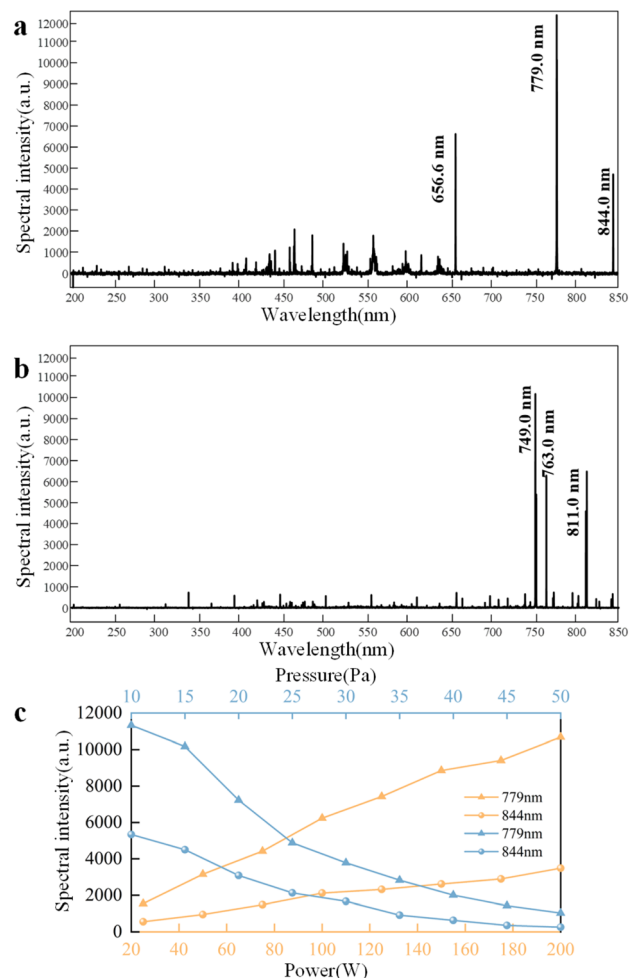 a
12000
11000
10000
9000
8000
7000
6000
5000
4000
3000
2000
1000
0
Spectral intensity(a.u.)
656.6 nm
779.0 nm
844.0 nm
200 250 300 350 400 450 500 550 600 650 700 750 800 850
Wavelength(nm)
b
12000
11000
10000
9000
8000
7000
6000
5000
4000
3000
2000
1000
0
Spectral intensity(a.u.)
749.0 nm
763.0 nm
811.0 nm
200 250 300 350 400 450 500 550 600 650 700 750 800 850
Wavelength(nm)
c
Pressure(Pa)
10 15 20 25 30 35 40 45 50
12000
10000
8000
6000
4000
2000
0
Spectral intensity(a.u.)
779nm
844nm
779nm
844nm
20 40 60 80 100 120 140 160 180 200
Power(W)